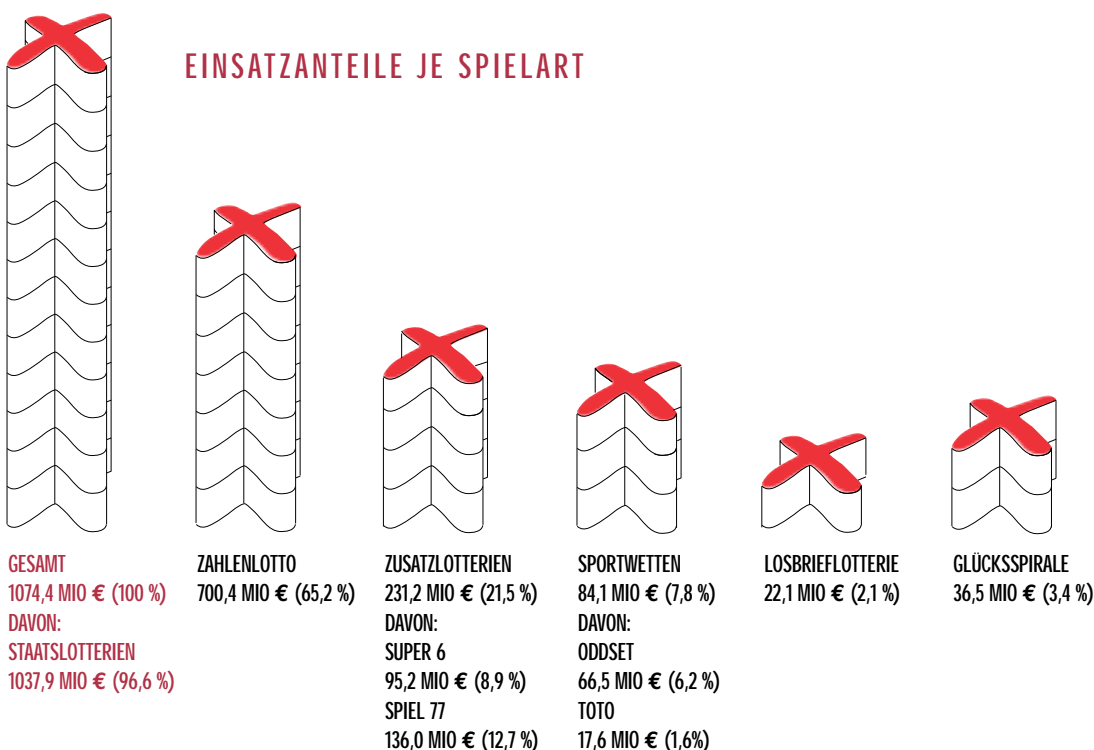 EINSATZANTEILE JE SPIELART
GESAMT
1074,4 MIO € (100 %)
DAVON:
STAATSLOTTERIEN
1037,9 MIO € (96,6 %)
ZAHLENLOTTO
700,4 MIO € (65,2 %)
ZUSATZLOTTERIEN
231,2 MIO € (21,5 %)
DAVON:
SUPER 6
95,2 MIO € (8,9 %)
SPIEL 77
136,0 MIO € (12,7 %)
SPORTWETTEN
84,1 MIO € (7,8 %)
DAVON:
ODDSET
66,5 MIO € (6,2 %)
TOTO
17,6 MIO € (1,6%)
LOSBRIEFLOTTERIE
22,1 MIO € (2,1 %)
GLÜCKSSPIRALE
36,5 MIO € (3,4 %)